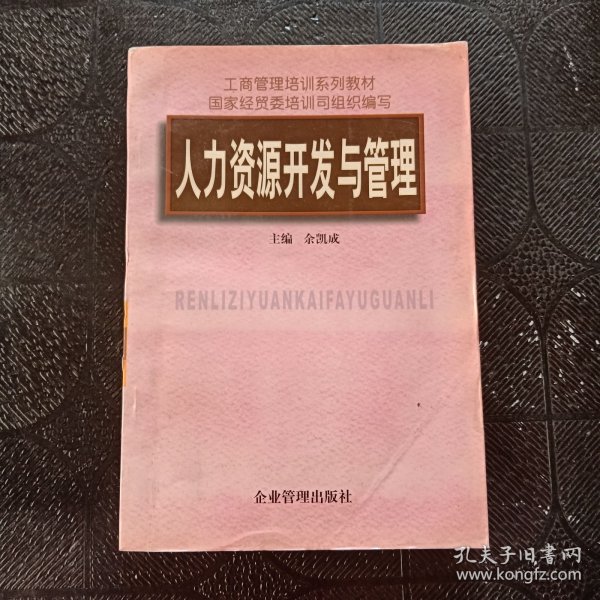 工商管理培训系列教材
国家经贸委培训司组织编写
人力资源开发与管理
主编 余凯成
RENLIZIYUANKAIFAYUGUANLI
企业管理出版社
孔夫子旧书网
www.kongfz.com